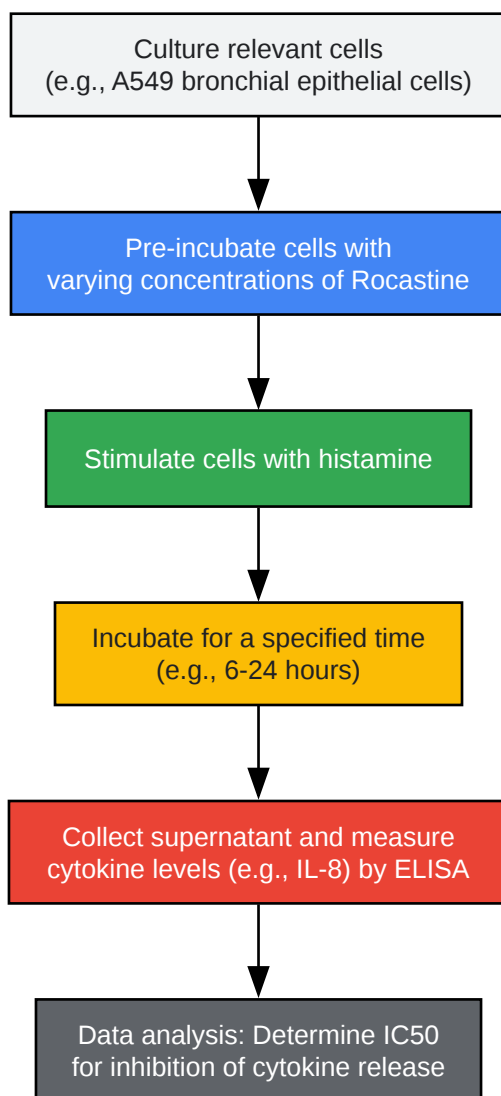 Culture relevant cells
(e.g., A549 bronchial epithelial cells)
Pre-incubate cells with
varying concentrations of Rocastine
Stimulate cells with histamine
Incubate for a specified time
(e.g., 6-24 hours)
Collect supernatant and measure
cytokine levels (e.g., IL-8) by ELISA
Data analysis: Determine IC50
for inhibition of cytokine release